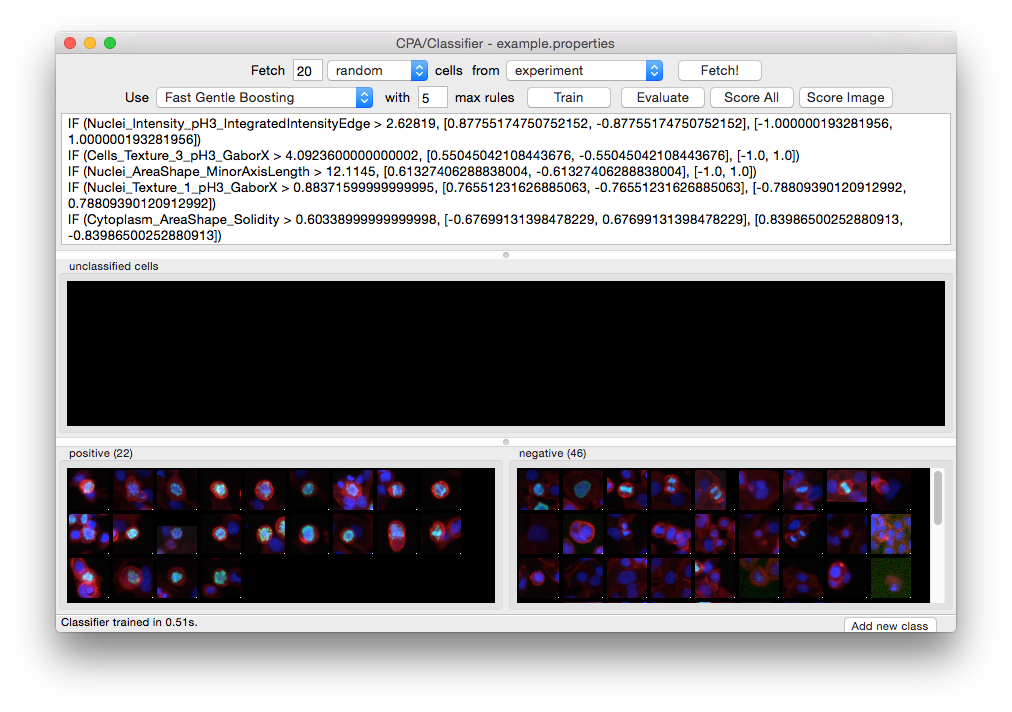 CPA/Classifier - example.properties
Fetch 20 random cells from experiment Fetch!
Use Fast Gentle Boosting with 5 max rules Train Evaluate Score All Score Image
IF (Nuclei_Intensity_pH3_IntegratedIntensityEdge > 2.62819, [0.87755174750752152, -0.87755174750752152], [-1.000000193281956,
1.000000193281956])
IF (Cells_Texture_3_pH3_GaborX > 4.0923600000000002, [0.55045042108443676, -0.55045042108443676], [-1.0, 1.0])
IF (Nuclei_AreaShape_MinorAxisLength > 12.1145, [0.61327406288838004, -0.61327406288838004], [-1.0, 1.0])
IF (Nuclei_Texture_1_pH3_GaborX > 0.88371599999999995, [0.76551231626885063, -0.76551231626885063], [-0.78809390120912992,
0.78809390120912992])
IF (Cytoplasm_AreaShape_Solidity > 0.60338999999999998, [-0.67699131398478229, 0.67699131398478229], [0.83986500252880913,
-0.83986500252880913])
unclassified cells
positive (22) negative (46)
Classifier trained in 0.51s. Add new class